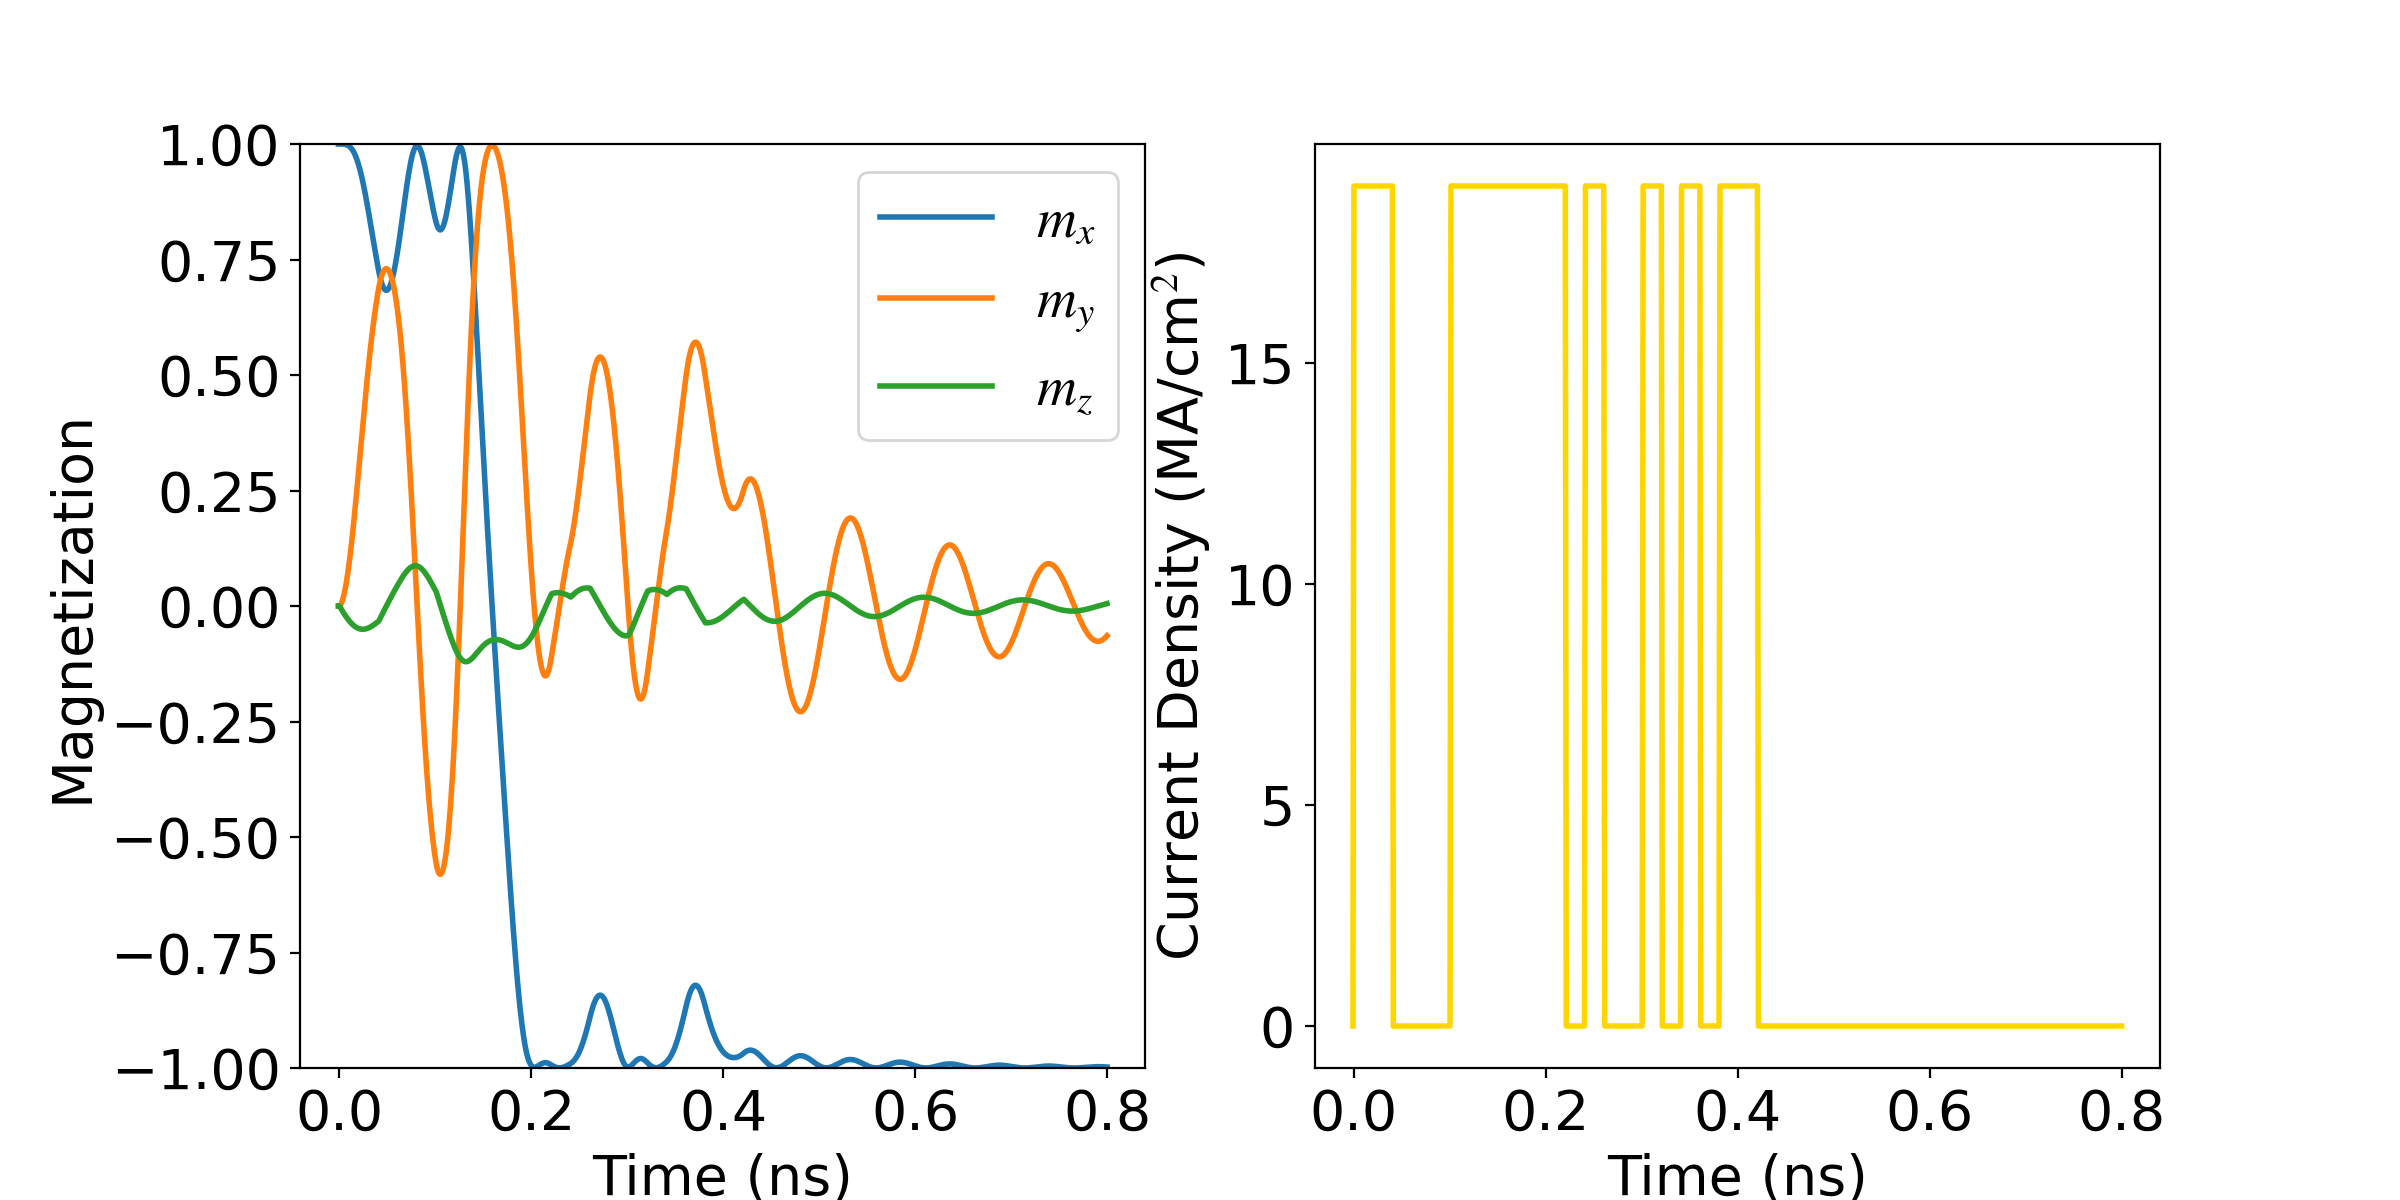 Magnetization
1.00
0.75
0.50
0.25
0.00
−0.25
−0.50
−0.75
−1.00
0.0 0.2 0.4 0.6 0.8
Time (ns)
m_x
m_y
m_z
Current Density (MA/cm²)
15
10
5
0
0.0 0.2 0.4 0.6 0.8
Time (ns)